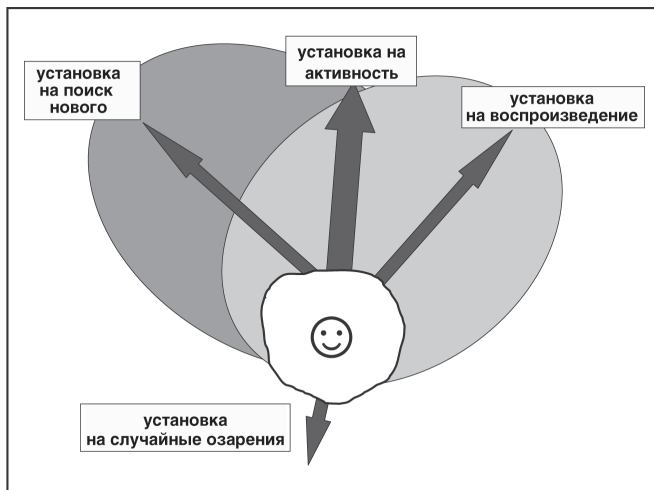 установка
на поиск
нового
установка на
активность
установка
на воспроизведение
установка
на случайные озарения